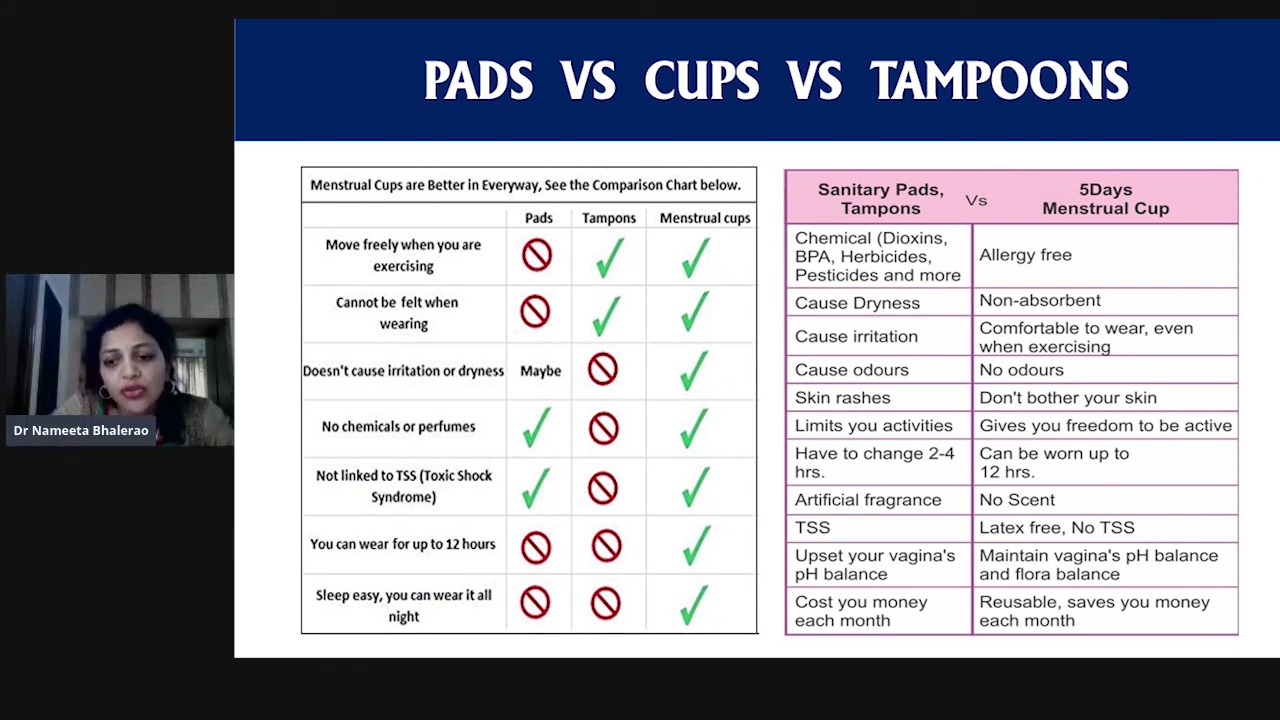 PADS VS CUPS VS TAMPOONS
Menstrual Cups are Better in Everyway, See the Comparison Chart below.
Pads Tampons Menstrual cups
Move freely when you are
exercising
Cannot be felt when
wearing
Doesn't cause irritation or dryness Maybe
No chemicals or perfumes
Not linked to TSS (Toxic Shock
Syndrome)
You can wear for up to 12 hours
Sleep easy, you can wear it all
night
Sanitary Pads,
Tampons
Vs
5Days
Menstrual Cup
Chemical (Dioxins,
BPA, Herbicides,
Pesticides and more
Allergy free
Cause Dryness
Non-absorbent
Cause irritation
Comfortable to wear, even
when exercising
Cause odours
No odours
Skin rashes
Don't bother your skin
Limits you activities
Gives you freedom to be active
Have to change 2-4
hrs.
Can be worn up to
12 hrs.
Artificial fragrance
No Scent
TSS
Latex free, No TSS
Upset your vagina's
pH balance
Maintain vagina's pH balance
and flora balance
Cost you money
each month
Reusable, saves you money
each month
Dr Nameeta Bhalerao